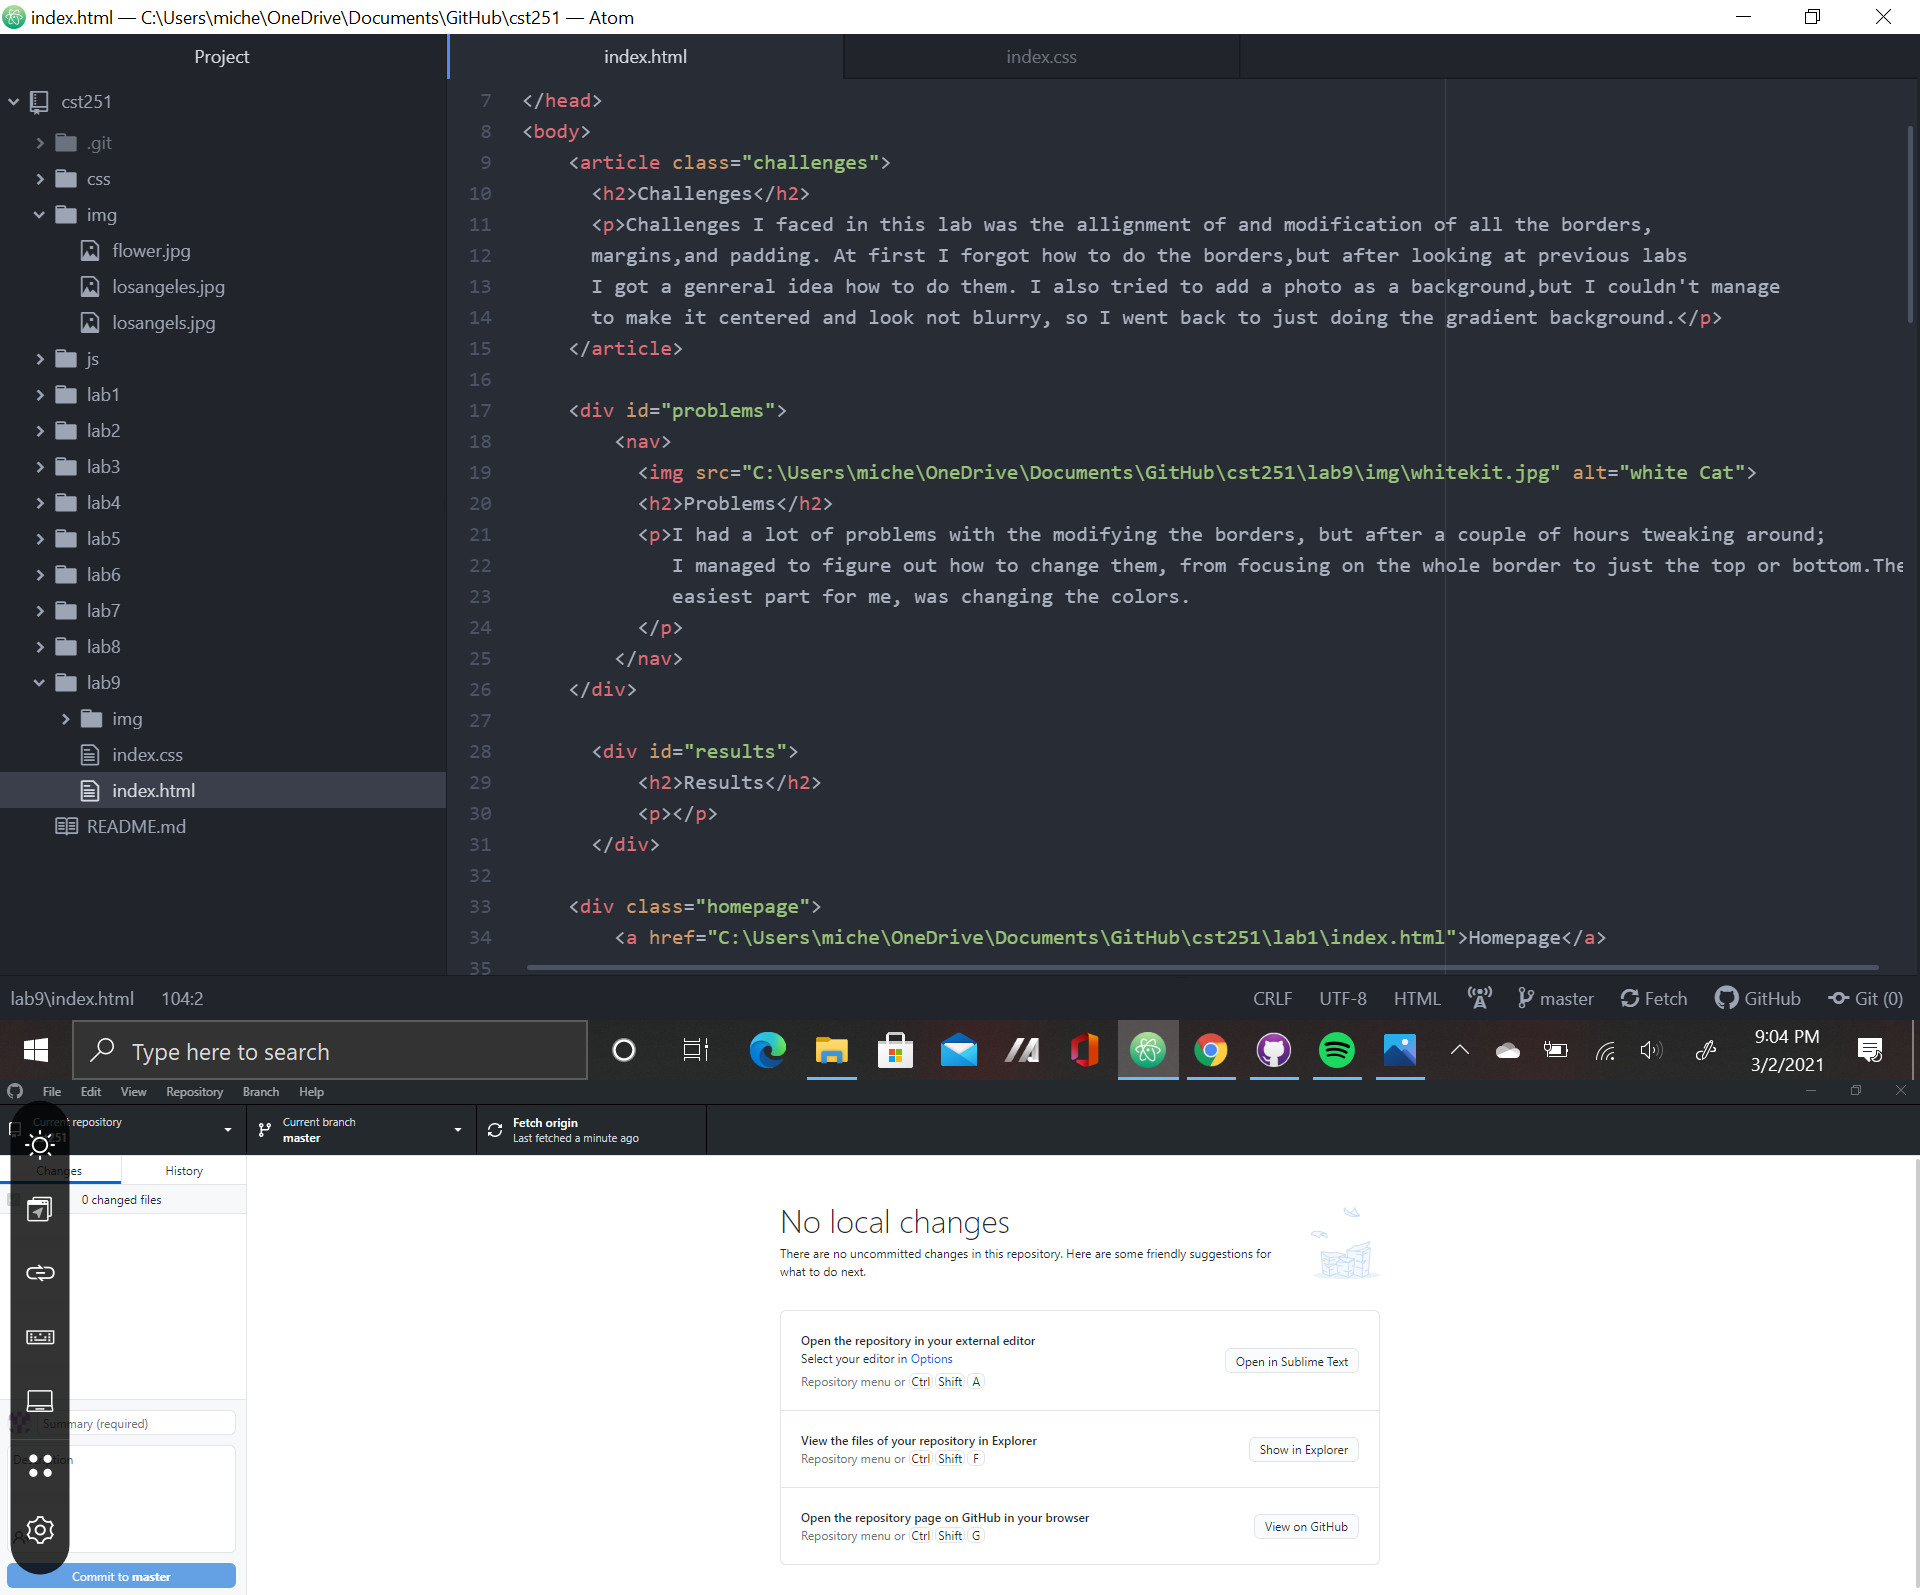 index.html — C:\Users\miche\OneDrive\Documents\GitHub\cst251 — Atom
Project
index.html
index.css
cst251
.git
css
img
flower.jpg
losangeles.jpg
losangels.jpg
js
lab1
lab2
lab3
lab4
lab5
lab6
lab7
lab8
lab9
img
index.css
index.html
README.md
7 </head>
8 <body>
9 <article class="challenges">
10 <h2>Challenges</h2>
11 <p>Challenges I faced in this lab was the allignment of and modification of all the borders,
12 margins,and padding. At first I forgot how to do the borders,but after looking at previous labs
13 I got a genreral idea how to do them. I also tried to add a photo as a background,but I couldn't manage
14 to make it centered and look not blurry, so I went back to just doing the gradient background.</p>
15 </article>
16
17 <div id="problems">
18 <nav>
19 <img src="C:\Users\miche\OneDrive\Documents\GitHub\cst251\lab9\img\whitekit.jpg" alt="white Cat">
20 <h2>Problems</h2>
21 <p>I had a lot of problems with the modifying the borders, but after a couple of hours tweaking around;
22 I managed to figure out how to change them, from focusing on the whole border to just the top or bottom.The
23 easiest part for me, was changing the colors.
24 </p>
25 </nav>
26 </div>
27
28 <div id="results">
29 <h2>Results</h2>
30 <p></p>
31 </div>
32
33 <div class="homepage">
34 <a href="C:\Users\miche\OneDrive\Documents\GitHub\cst251\lab1\index.html">Homepage</a>
35
lab9\index.html 104:2 CRLF UTF-8 HTML master Fetch GitHub Git (0)
Type here to search
9:04 PM
3/2/2021
File Edit View Repository Branch Help
Current repository
251
Current branch
master
Fetch origin
Last fetched a minute ago
Changes History
0 changed files
No local changes
There are no uncommitted changes in this repository. Here are some friendly suggestions for
what to do next.
Open the repository in your external editor
Select your editor in Options
Repository menu or Ctrl Shift A
Open in Sublime Text
View the files of your repository in Explorer
Repository menu or Ctrl Shift F
Show in Explorer
Open the repository page on GitHub in your browser
Repository menu or Ctrl Shift G
View on GitHub
Summary (required)
Description
Commit to master